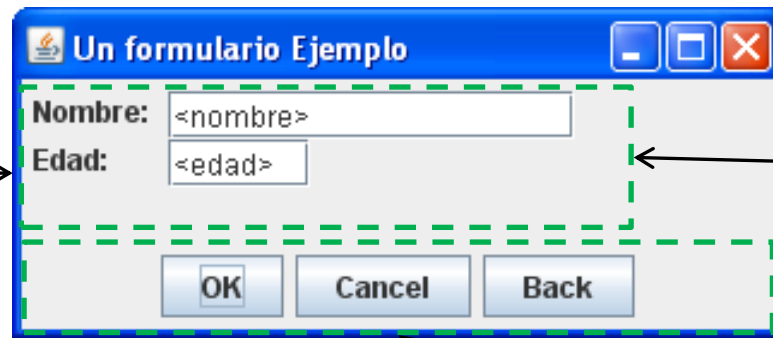 Un formulario Ejemplo
Nombre: <nombre>
Edad: <edad>
OK Cancel Back